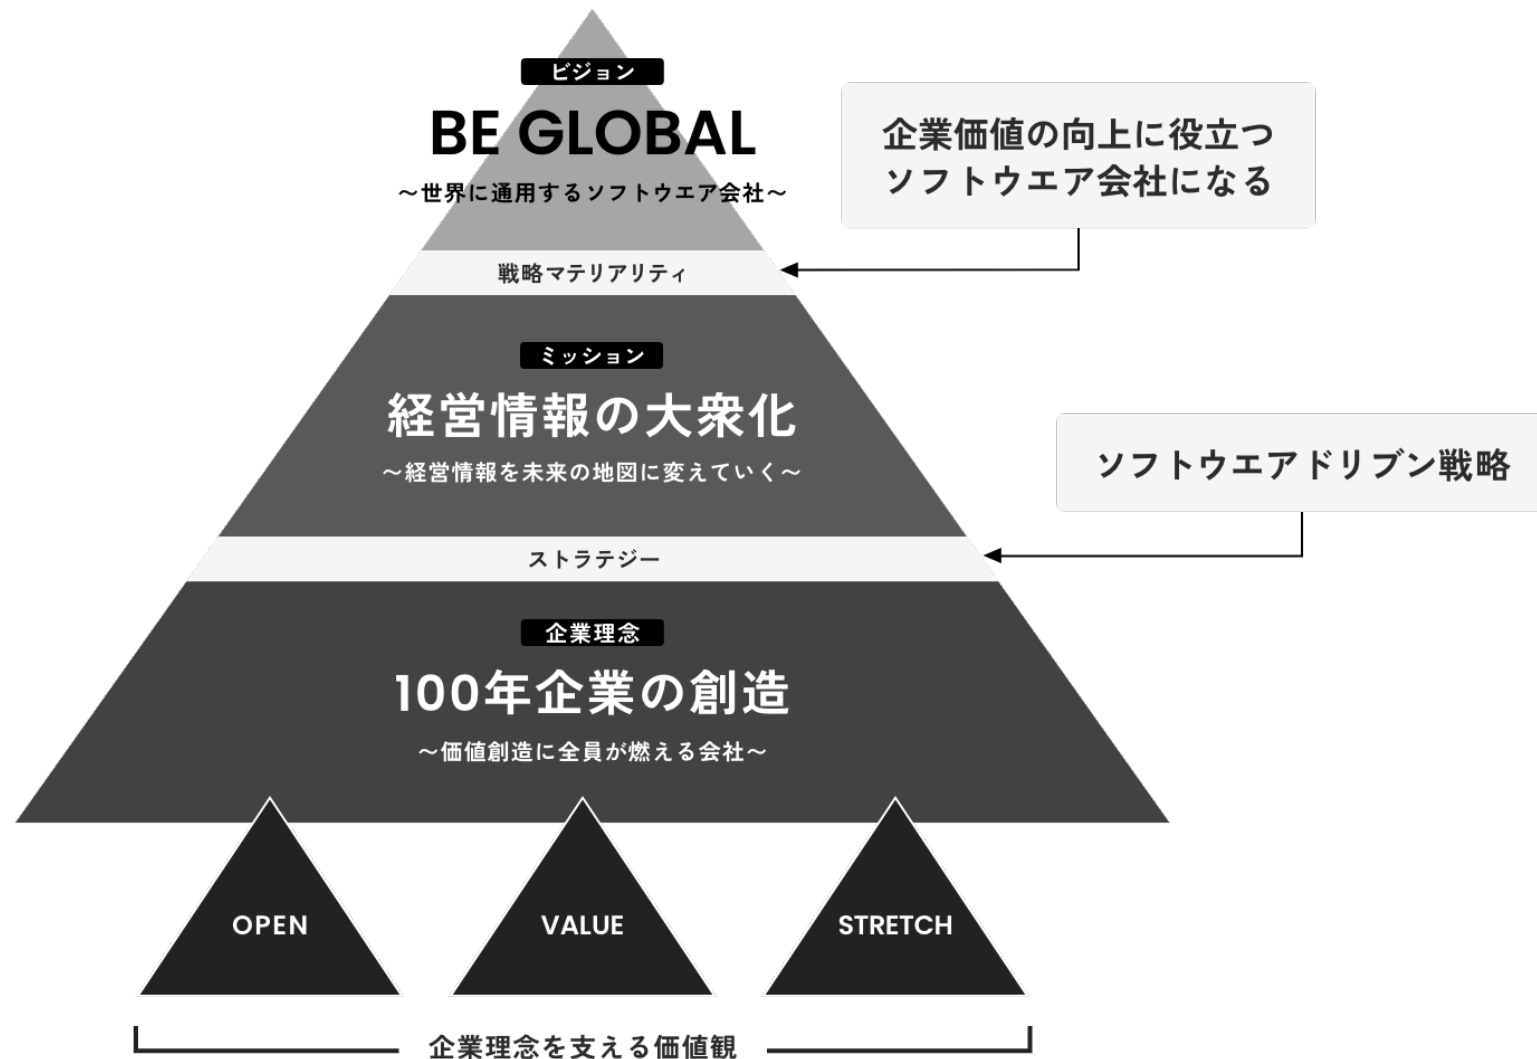 ビジョン
BE GLOBAL
～世界に通用するソフトウエア会社～
企業価値の向上に役立つ
ソフトウエア会社になる
戦略マテリアリティ
ミッション
経営情報の大衆化
～経営情報を未来の地図に変えていく～
ソフトウエアドリブン戦略
ストラテジー
企業理念
100年企業の創造
～価値創造に全員が燃える会社～
OPEN
VALUE
STRETCH
企業理念を支える価値観